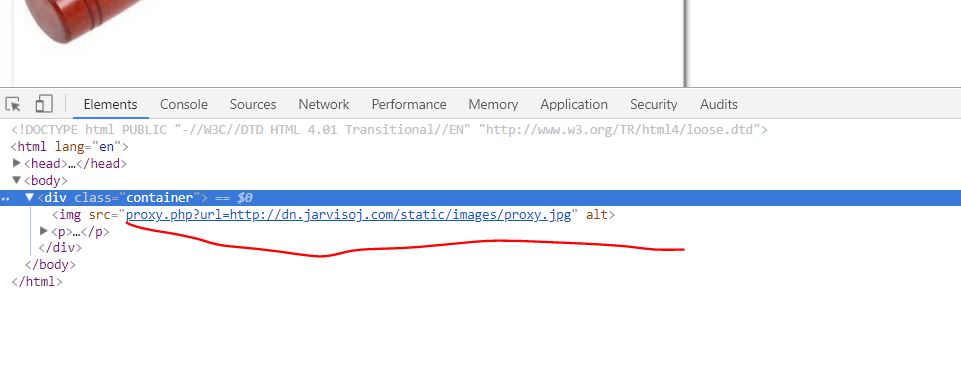 Elements Console Sources Network Performance Memory Application Security Audits
<!DOCTYPE html PUBLIC "-//W3C//DTD HTML 4.01 Transitional//EN" "http://www.w3.org/TR/html4/loose.dtd">
<html lang="en">
▶<head>…</head>
▼<body>
▼<div class="container"> == $0
<img src="proxy.php?url=http://dn.jarvisoj.com/static/images/proxy.jpg" alt>
▶<p>…</p>
</div>
</body>
</html>